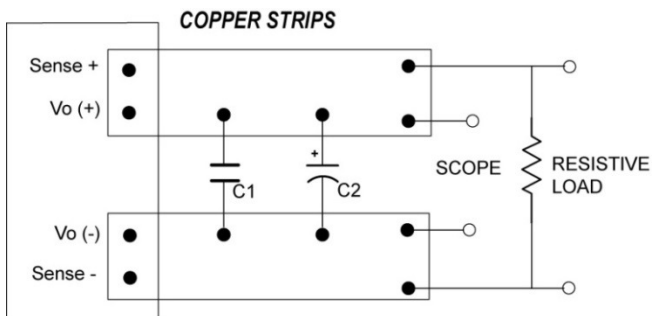 COPPER STRIPS
Sense +
Vo (+)
+
C1
C2
SCOPE
RESISTIVE
LOAD
Vo (-)
Sense -